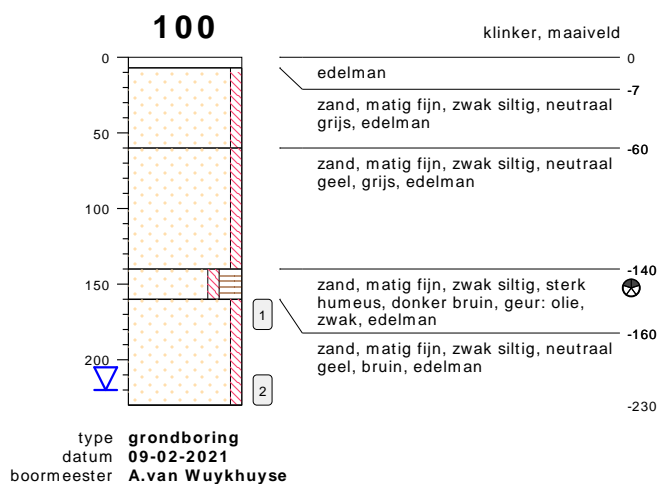 100
klinker, maaiveld
0
0
edelman
-7
zand, matig fijn, zwak siltig, neutraal
grijs, edelman
50
-60
zand, matig fijn, zwak siltig, neutraal
geel, grijs, edelman
100
-140
150
zand, matig fijn, zwak siltig, sterk
humeus, donker bruin, geur: olie,
zwak, edelman
1
-160
zand, matig fijn, zwak siltig, neutraal
geel, bruin, edelman
200
2
-230
type grondboring
datum 09-02-2021
boormeester A.van Wuykhuyse